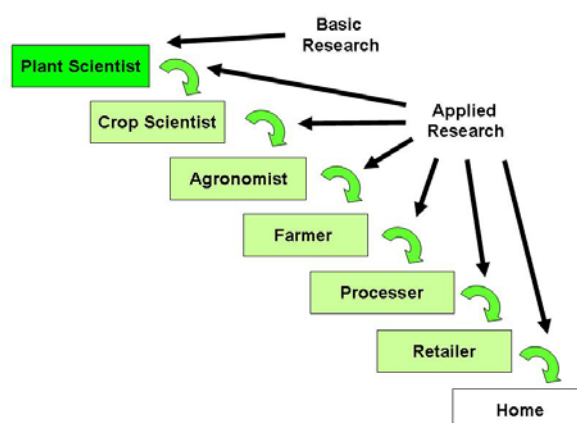 Basic
Research
Plant Scientist
Applied
Research
Crop Scientist
Agronomist
Farmer
Processer
Retailer
Home